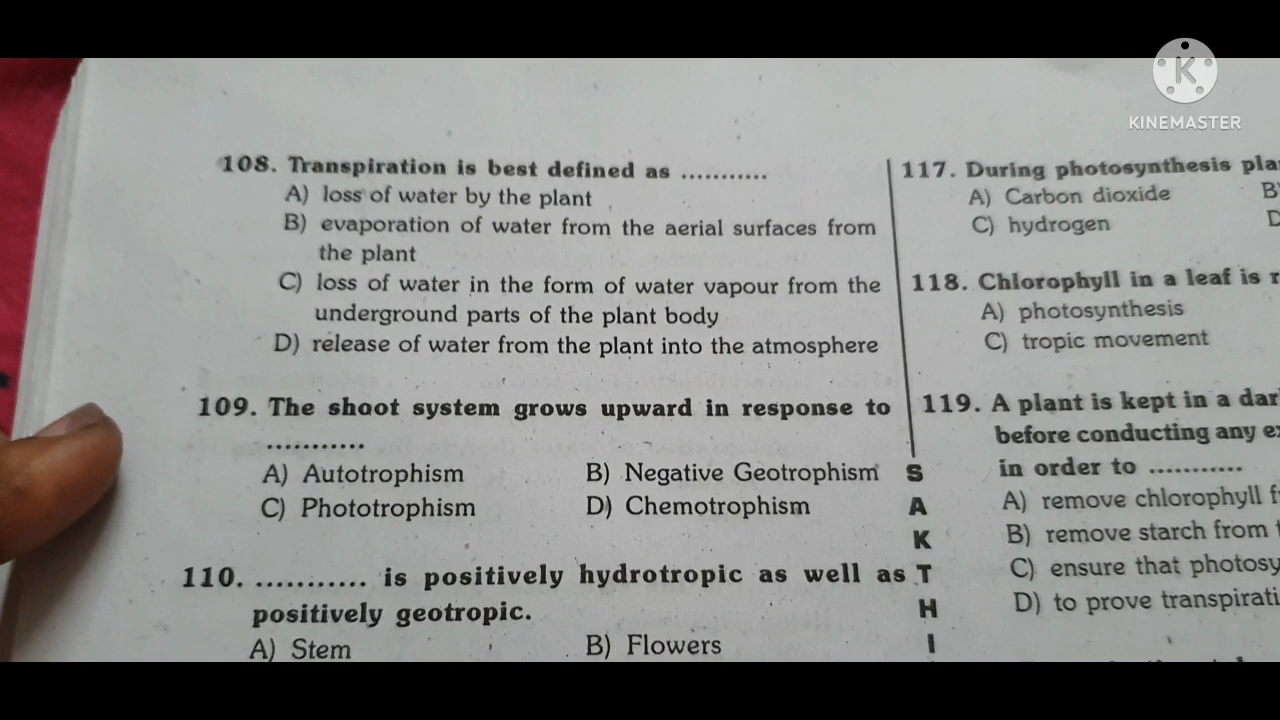 KINEMASTER
108. Transpiration is best defined as ...........
A) loss of water by the plant
B) evaporation of water from the aerial surfaces from
the plant
C) loss of water in the form of water vapour from the
underground parts of the plant body
D) release of water from the plant into the atmosphere
109. The shoot system grows upward in response to
...........
A) Autotrophism B) Negative Geotrophism
C) Phototrophism D) Chemotrophism
110. ........... is positively hydrotropic as well as
positively geotropic.
A) Stem B) Flowers
S
A
K
T
H
I
117. During photosynthesis
A) Carbon dioxide B
C) hydrogen
118. Chlorophyll in a leaf is
A) photosynthesis
C) tropic movement
119. A plant is kept in a
before conducting any
in order to ...........
A) remove chlorophyll
B) remove starch from
C) ensure that
D) to prove